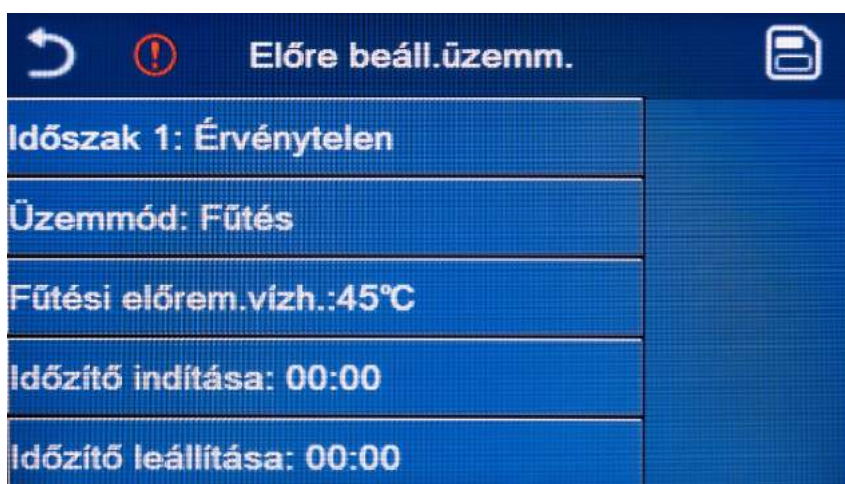 Előre beáll.üzemm.
Időszak 1: Érvénytelen
Üzemmód: Fűtés
Fűtési előrem.vízh.:45℃
Időzítő indítása: 00:00
Időzítő leállítása: 00:00